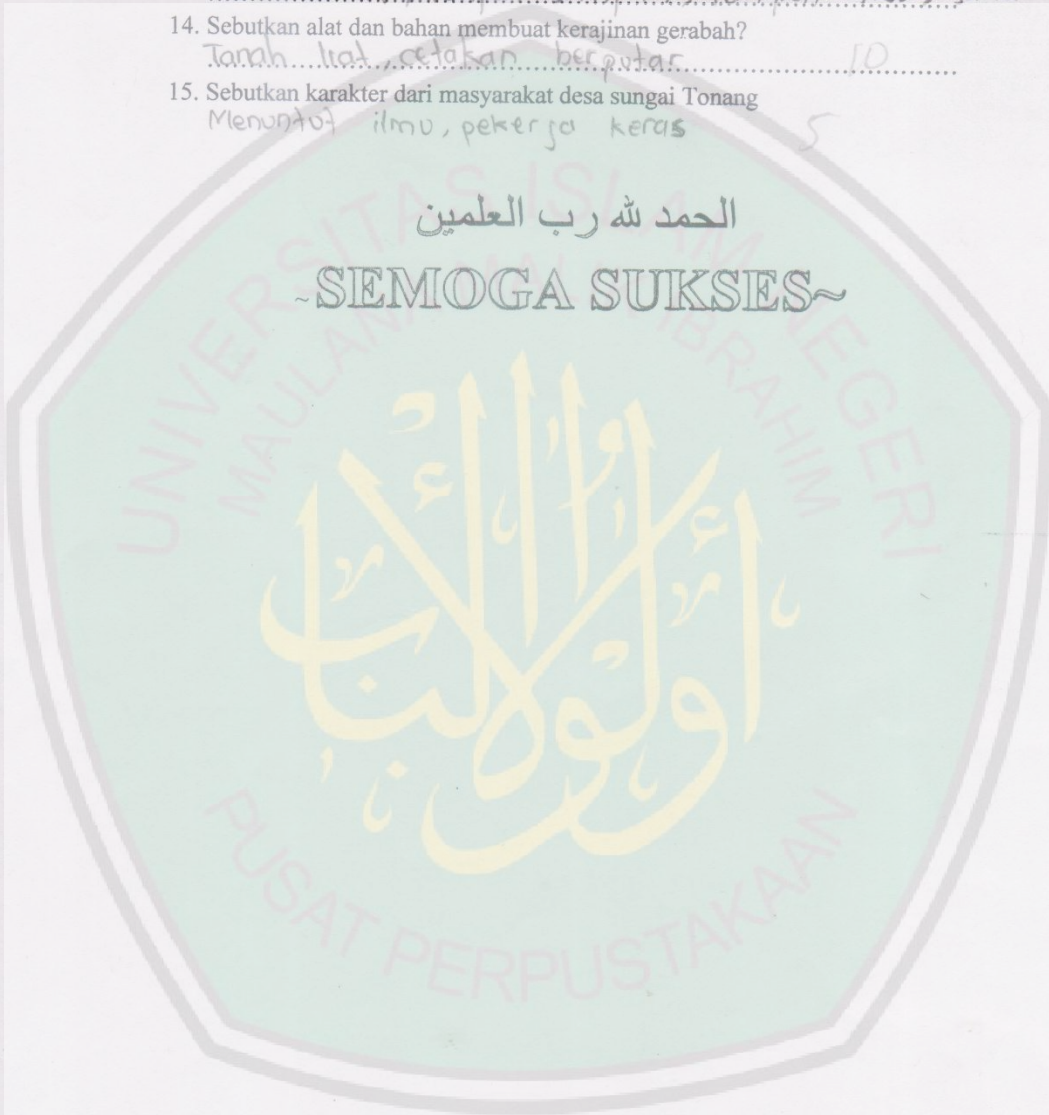 14. Sebutkan alat dan bahan membuat kerajinan gerabah?
Tanah liat, cetakan berputar 10
15. Sebutkan karakter dari masyarakat desa sungai Tonang
Menuntut ilmu, pekerja keras 5
الحمد لله رب العلمين
~SEMOGA SUKSES~
UNIVERSITAS ISLAM NEGERI
MAULANA MALIK IBRAHIM
أولوا الألباب
PUSAT PERPUSTAKAAN